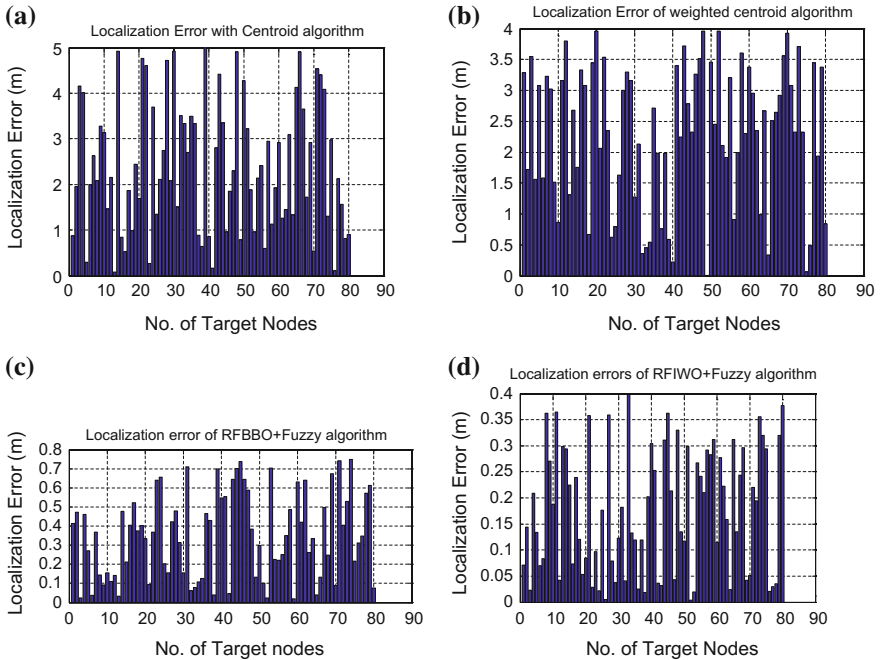 (a)
Localization Error with Centroid algorithm
Localization Error (m)
5
4
3
2
1
0
0 10 20 30 40 50 60 70 80 90
No. of Target Nodes
(b)
Localization Error of weighted centroid algorithm
Localization Error (m)
4
3.5
3
2.5
2
1.5
1
0.5
0
0 10 20 30 40 50 60 70 80 90
No. of Target Nodes
(c)
Localization error of RFBBO+Fuzzy algorithm
Localization Error (m)
0.8
0.7
0.6
0.5
0.4
0.3
0.2
0.1
0
0 10 20 30 40 50 60 70 80 90
No. of Target nodes
(d)
Localization errors of RFIWO+Fuzzy algorithm
Localization Error (m)
0.4
0.35
0.3
0.25
0.2
0.15
0.1
0.05
0
0 10 20 30 40 50 60 70 80 90
No. of Target Nodes